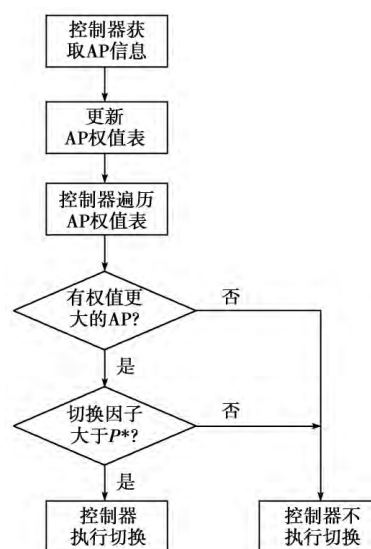 控制器获
取AP信息
更新
AP权值表
控制器遍历
AP权值表
有权值更
大的AP?
否
是
切换因子
大于P*?
否
是
控制器
执行切换
控制器不
执行切换